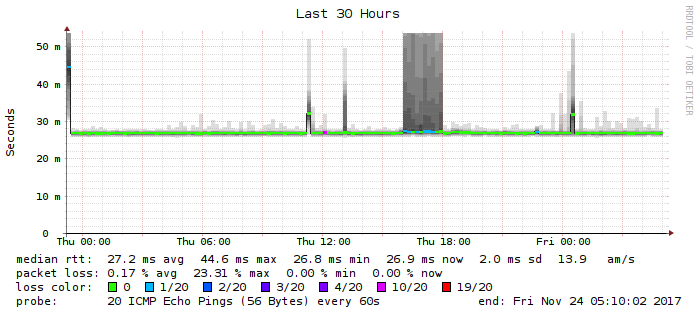 Last 30 Hours
RRDTOOL / TOBI OETIKER
Seconds
50 m
40 m
30 m
20 m
10 m
0
Thu 00:00 Thu 06:00 Thu 12:00 Thu 18:00 Fri 00:00
median rtt: 27.2 ms avg 44.6 ms max 26.8 ms min 26.9 ms now 2.0 ms sd 13.9 am/s
packet loss: 0.17 % avg 23.31 % max 0.00 % min 0.00 % now
loss color: 0 1/20 2/20 3/20 4/20 10/20 19/20
probe: 20 ICMP Echo Pings (56 Bytes) every 60s end: Fri Nov 24 05:10:02 2017